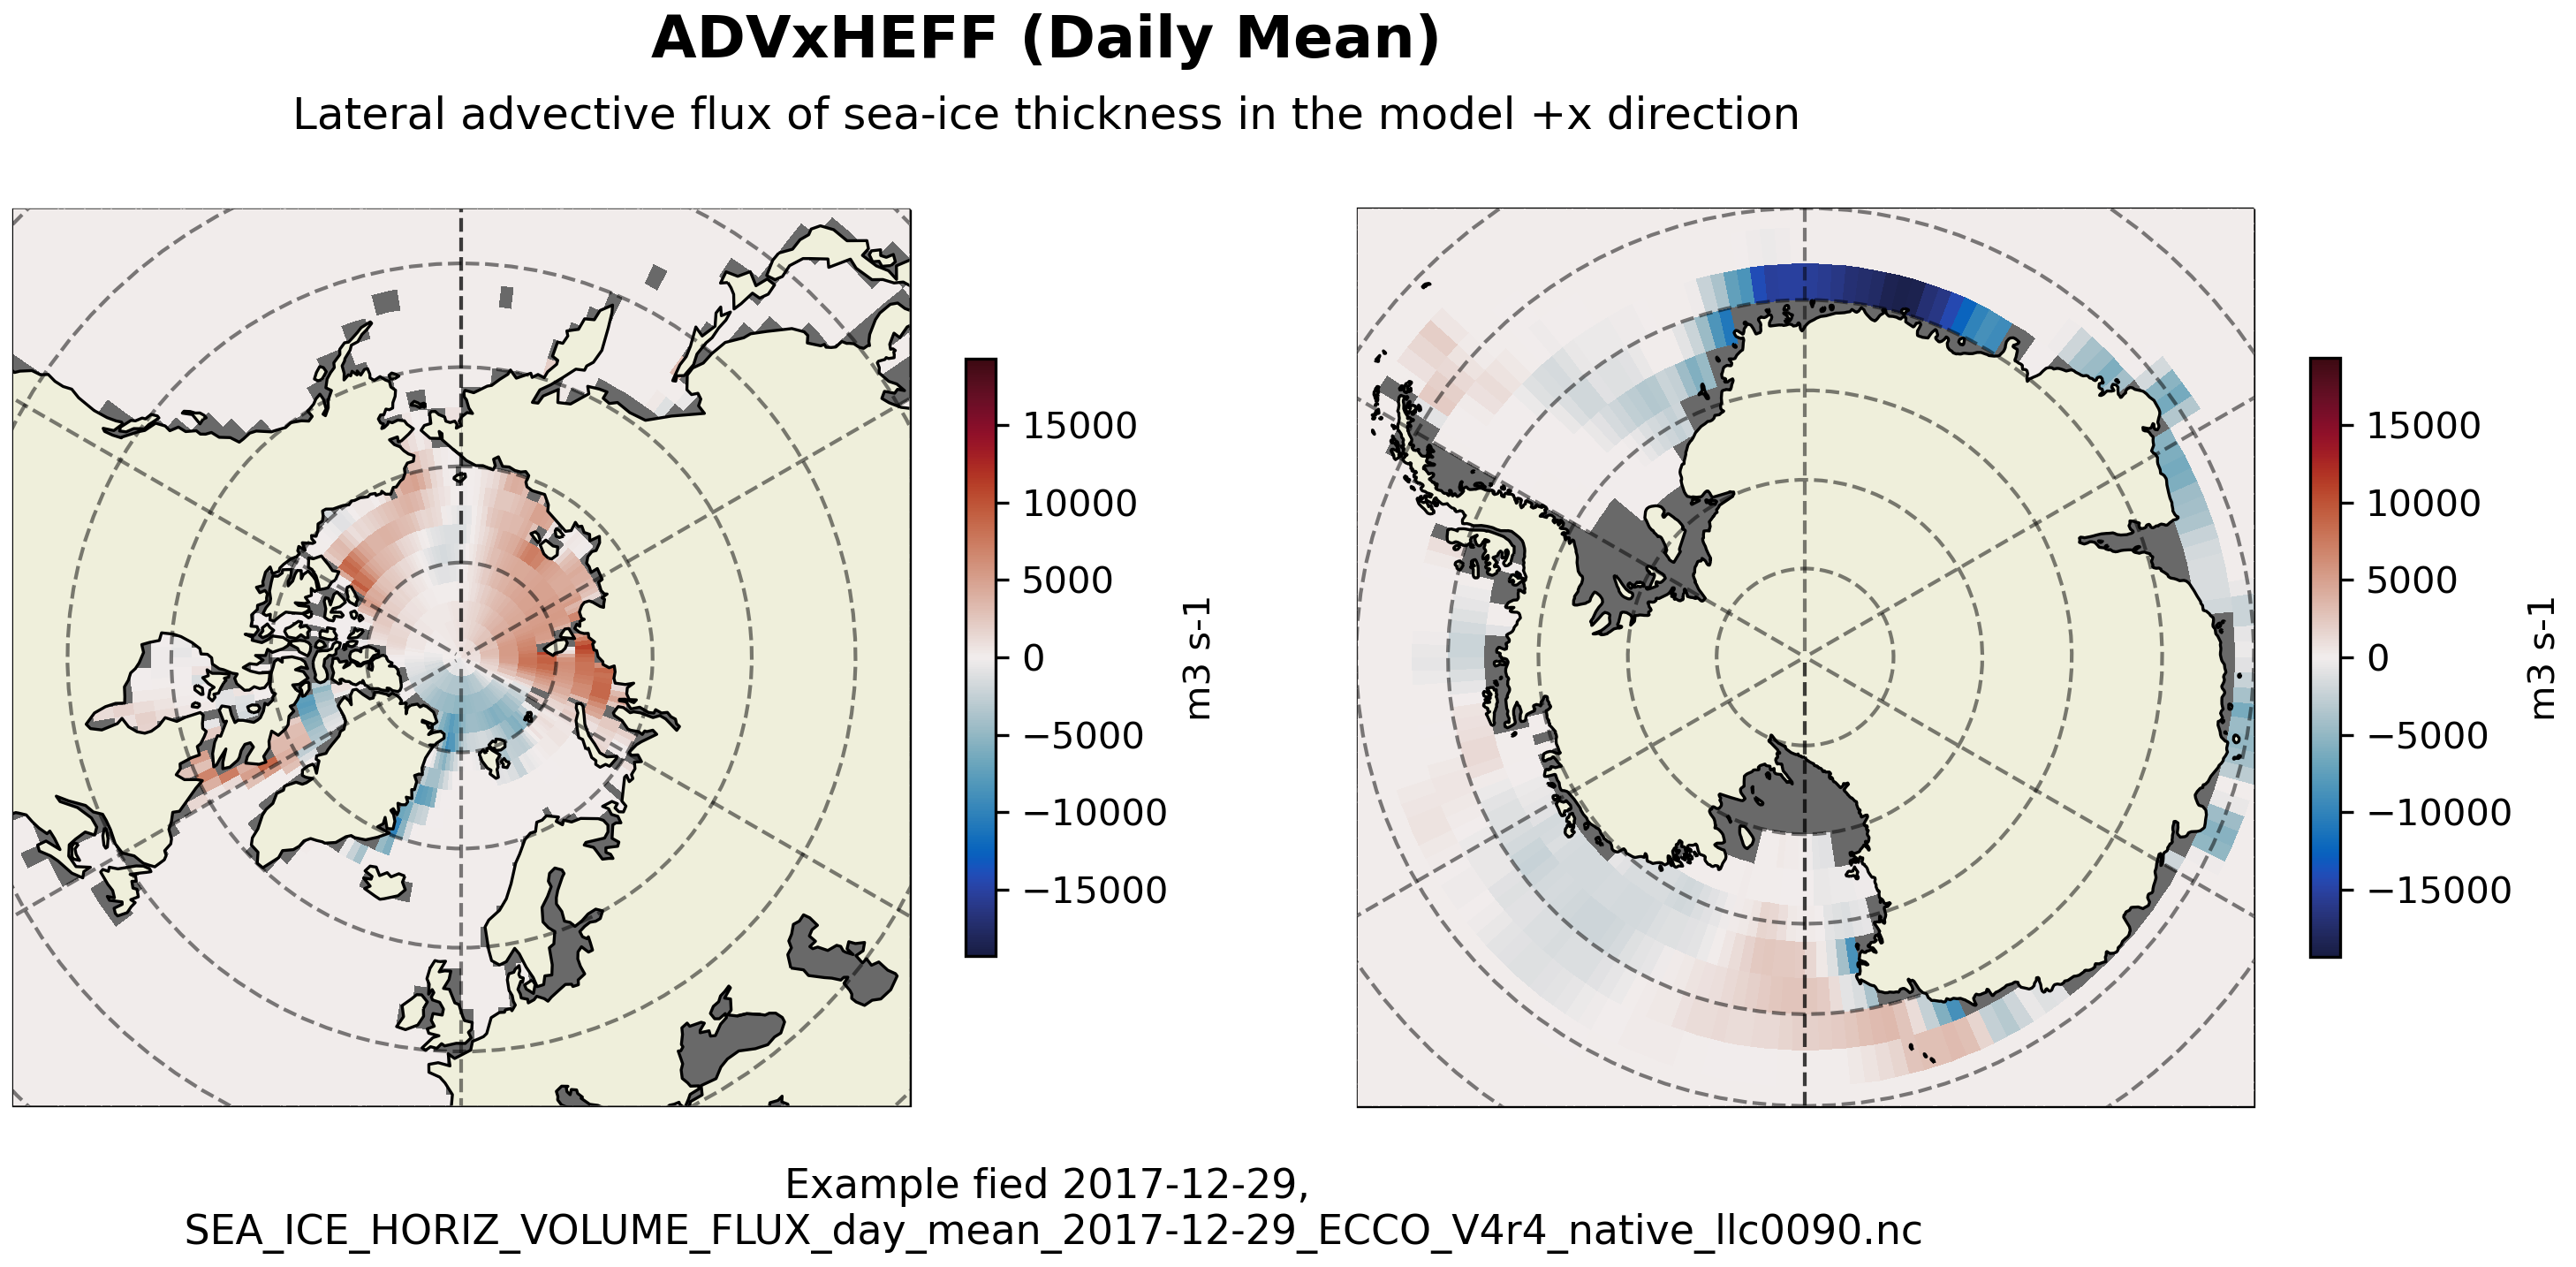 ADVxHEFF (Daily Mean)
Lateral advective flux of sea-ice thickness in the model +x direction
15000
10000
5000
0
−5000
−10000
−15000
m3 s-1
15000
10000
5000
0
−5000
−10000
−15000
m3 s-1
Example fied 2017-12-29,
SEA_ICE_HORIZ_VOLUME_FLUX_day_mean_2017-12-29_ECCO_V4r4_native_llc0090.nc